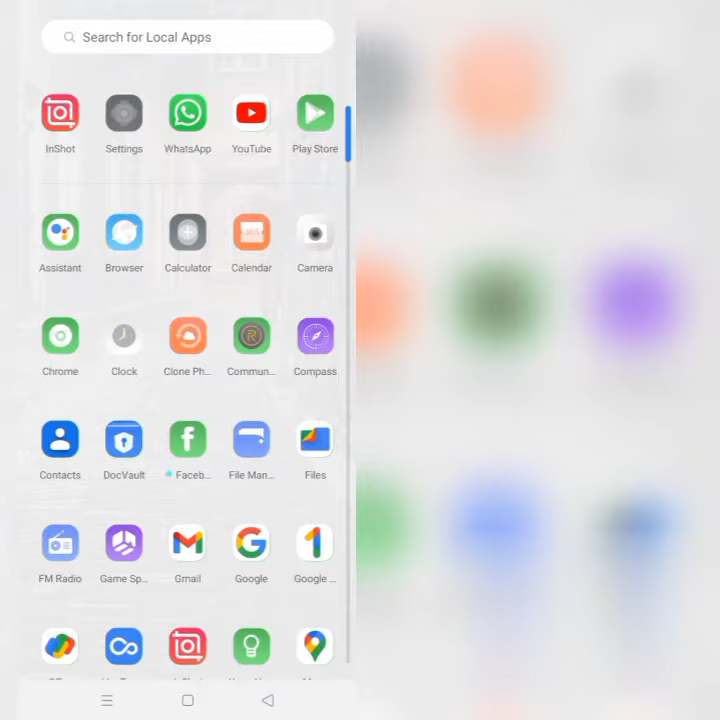 Search for Local Apps
InShot Settings WhatsApp YouTube Play Store
Assistant Browser Calculator Calendar Camera
Chrome Clock Clone Ph... Commun... Compass
Contacts DocVault Faceb... File Man... Files
FM Radio Game Sp... Gmail Google Google ...